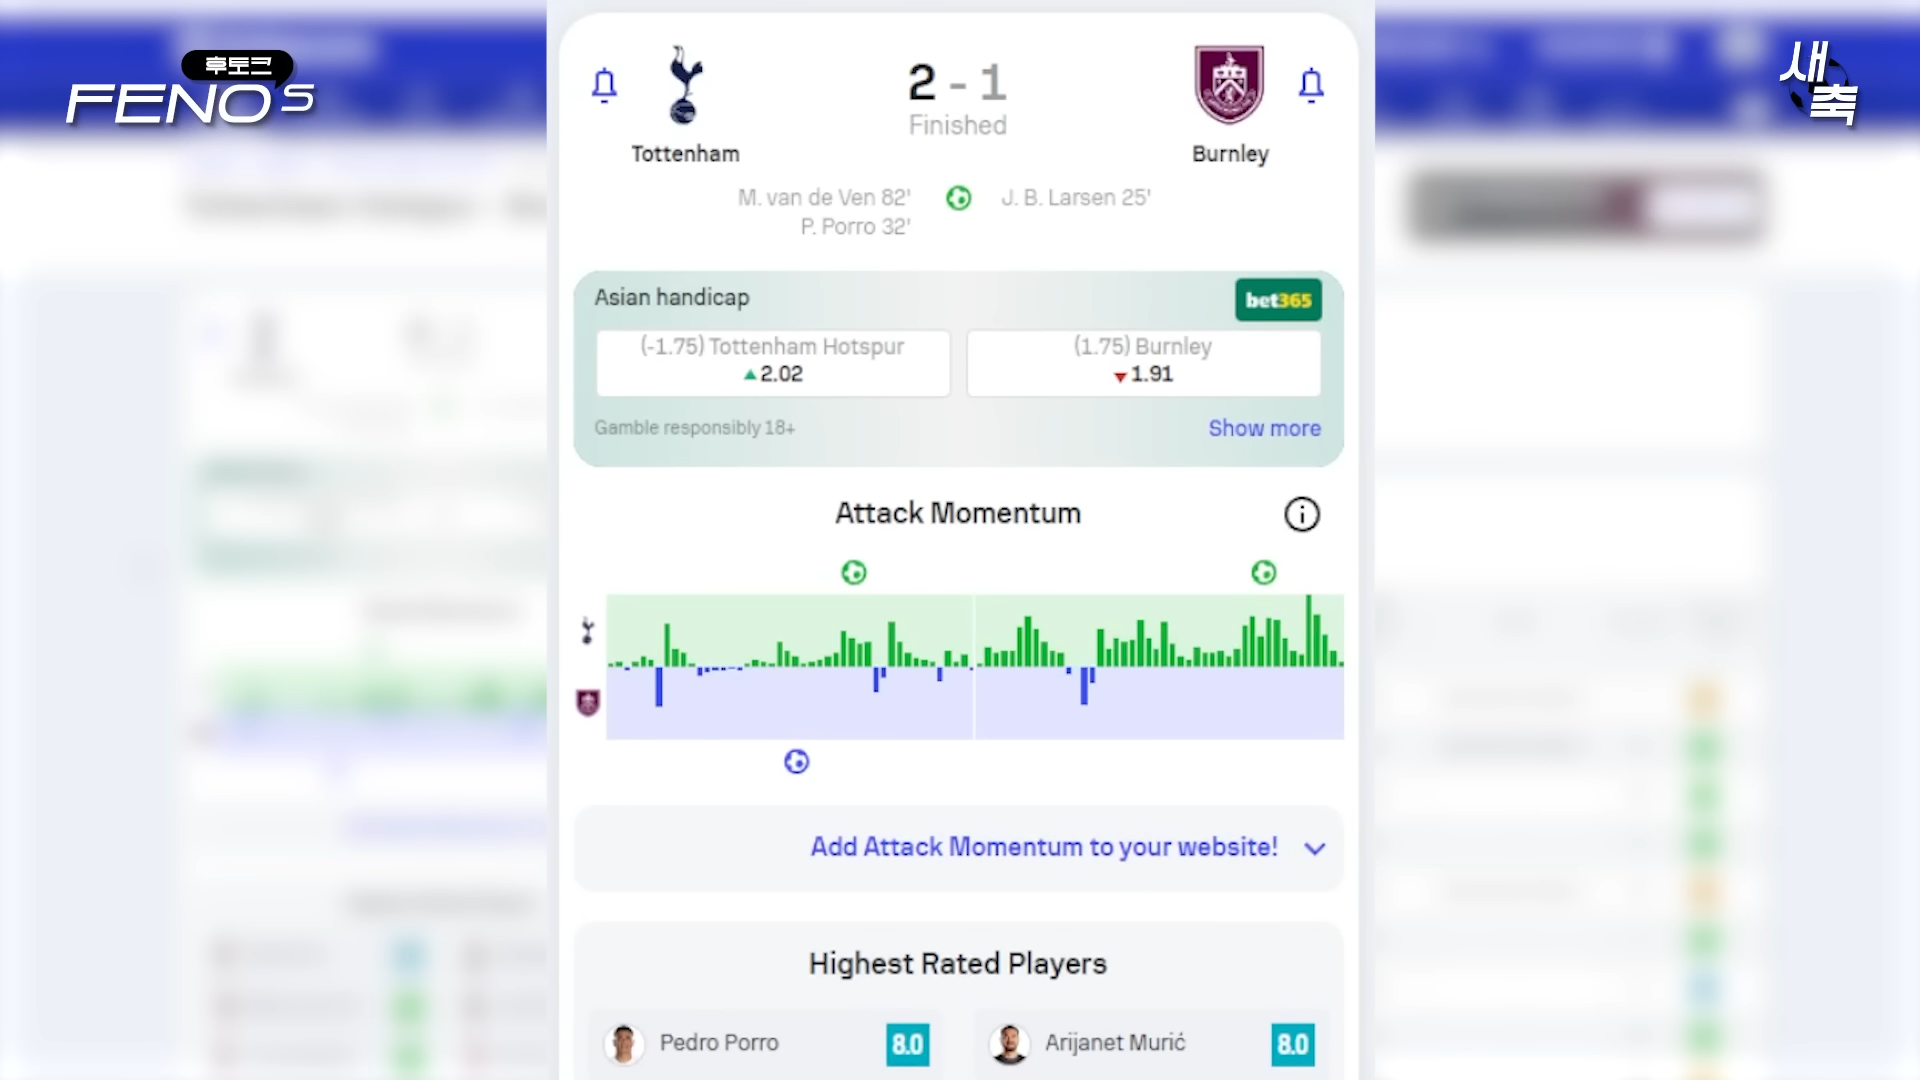 후토크
FENO 5
새축
2 - 1
Finished
Tottenham
Burnley
M. van de Ven 82'
J. B. Larsen 25'
P. Porro 32'
Asian handicap
bet365
(-1.75) Tottenham Hotspur
2.02
(1.75) Burnley
1.91
Gamble responsibly 18+
Show more
Attack Momentum
Add Attack Momentum to your website!
Highest Rated Players
Pedro Porro
8.0
Arijanet Murić
8.0